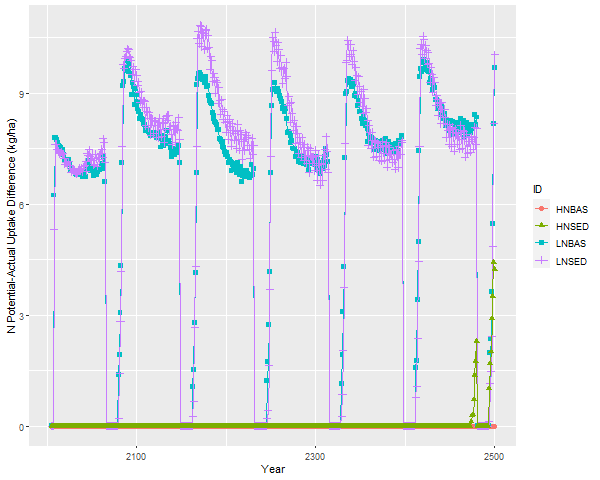 N Potential-Actual Uptake Difference (kg/ha)
9
6
3
0
2100
2300
2500
Year
ID
HNBAS
HNSED
LNBAS
LNSED